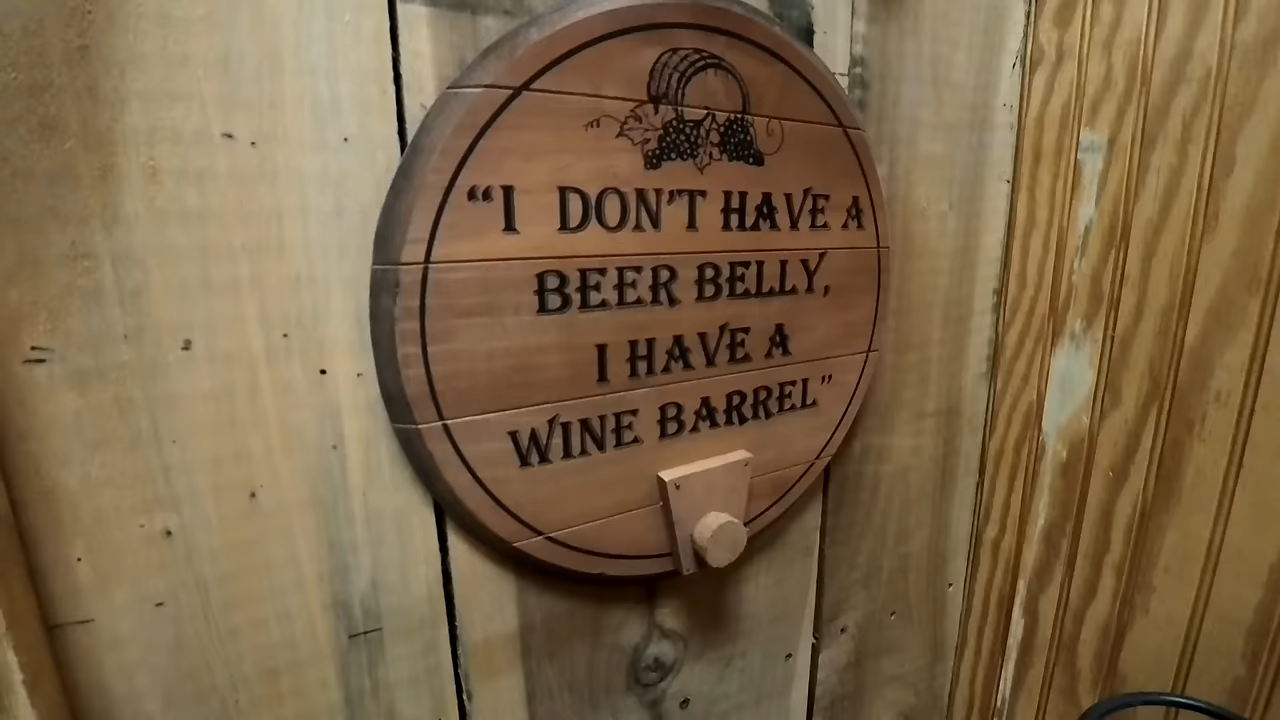 “I DON'T HAVE A
BEER BELLY,
I HAVE A
WINE BARREL”